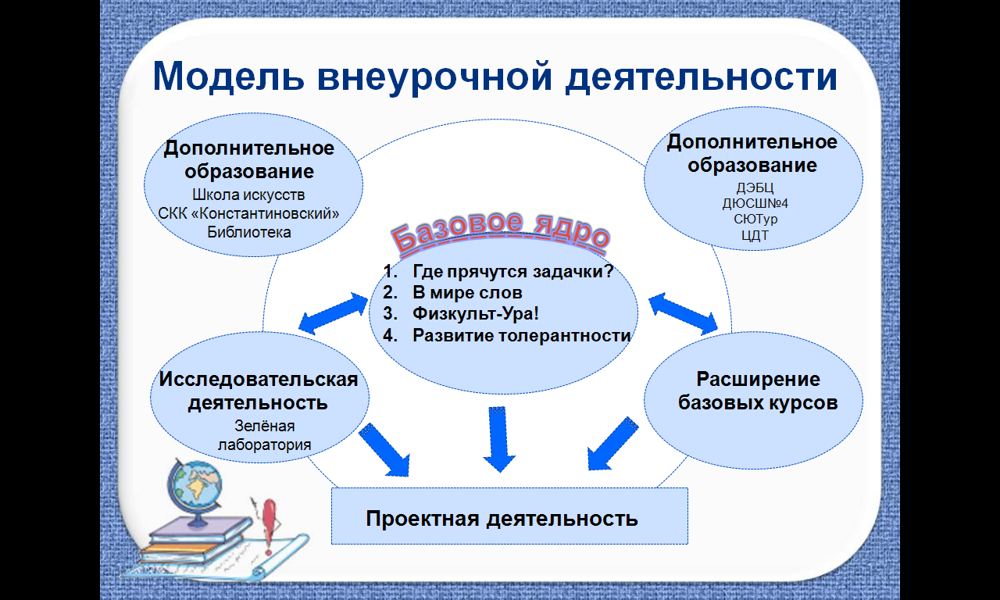 Модель внеурочной деятельности
Дополнительное
образование
Школа искусств
СКК «Константиновский»
Библиотека
Дополнительное
образование
ДЭБЦ
ДЮСШ№4
СЮТур
ЦДТ
Базовое ядро
1. Где прячутся задачки?
2. В мире слов
3. Физкульт-Ура!
4. Развитие толерантности
Исследовательская
деятельность
Зелёная
лаборатория
Расширение
базовых курсов
Проектная деятельность